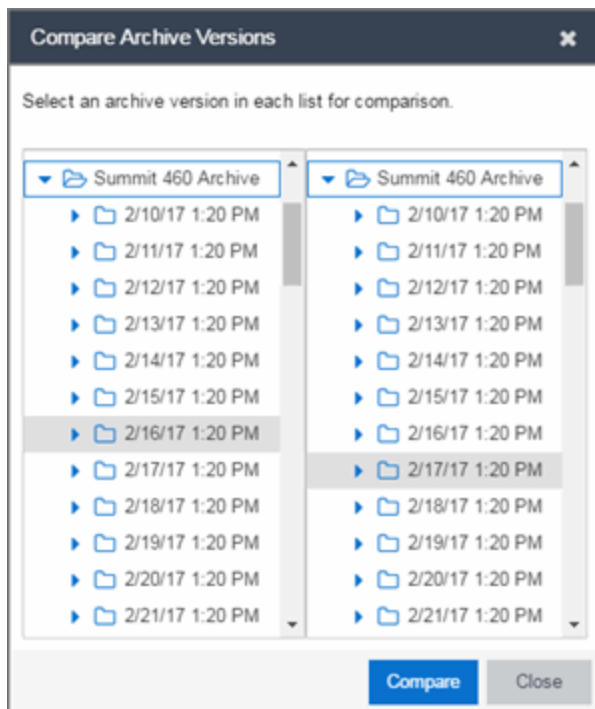 Compare Archive Versions
Select an archive version in each list for comparison.
Summit 460 Archive
2/10/17 1:20 PM
2/11/17 1:20 PM
2/12/17 1:20 PM
2/13/17 1:20 PM
2/14/17 1:20 PM
2/15/17 1:20 PM
2/16/17 1:20 PM
2/17/17 1:20 PM
2/18/17 1:20 PM
2/19/17 1:20 PM
2/20/17 1:20 PM
2/21/17 1:20 PM
Summit 460 Archive
2/10/17 1:20 PM
2/11/17 1:20 PM
2/12/17 1:20 PM
2/13/17 1:20 PM
2/14/17 1:20 PM
2/15/17 1:20 PM
2/16/17 1:20 PM
2/17/17 1:20 PM
2/18/17 1:20 PM
2/19/17 1:20 PM
2/20/17 1:20 PM
2/21/17 1:20 PM
Compare Close